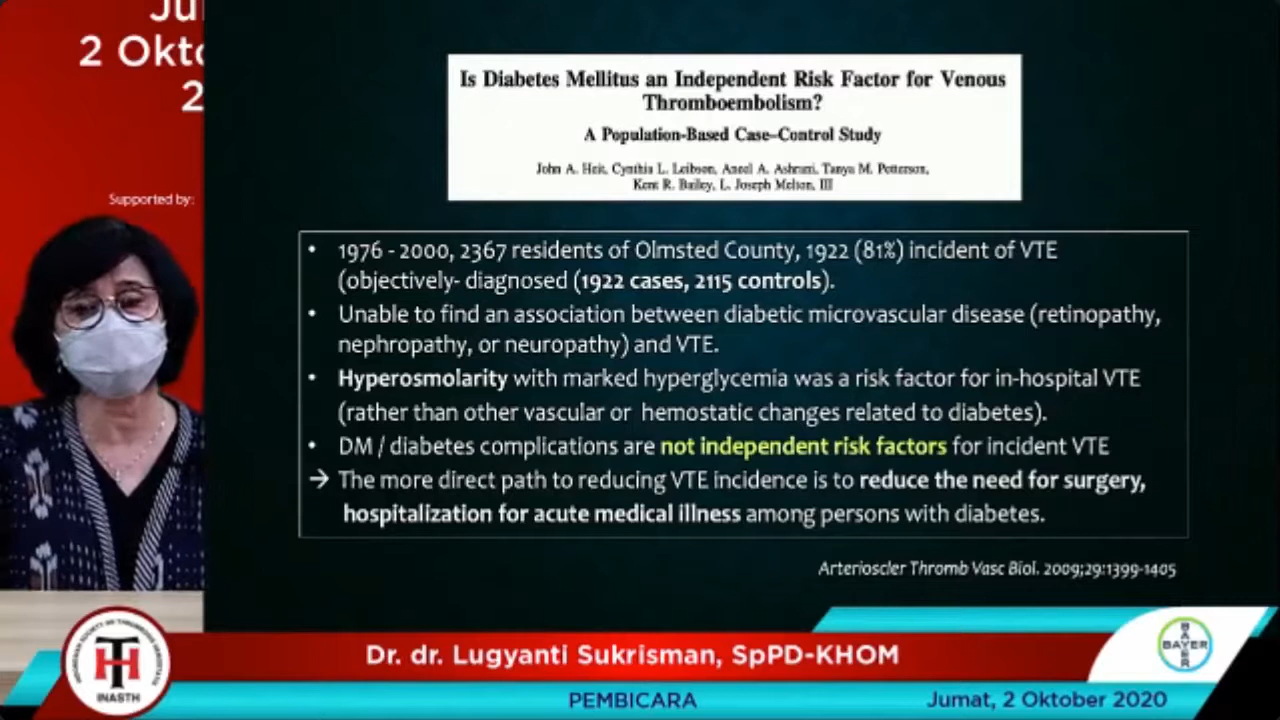 Ju
2 Okto
2
Supported by:
Is Diabetes Mellitus an Independent Risk Factor for Venous
Thromboembolism?
A Population-Based Case–Control Study
John A. Heit, Cynthia L. Leibson, Aneel A. Ashrani, Tanya M. Petterson,
Kent R. Bailey, L. Joseph Melton, III
• 1976 - 2000, 2367 residents of Olmsted County, 1922 (81%) incident of VTE
(objectively- diagnosed (1922 cases, 2115 controls).
• Unable to find an association between diabetic microvascular disease (retinopathy,
nephropathy, or neuropathy) and VTE.
• Hyperosmolarity with marked hyperglycemia was a risk factor for in-hospital VTE
(rather than other vascular or hemostatic changes related to diabetes).
• DM / diabetes complications are not independent risk factors for incident VTE
→ The more direct path to reducing VTE incidence is to reduce the need for surgery,
hospitalization for acute medical illness among persons with diabetes.
Arterioscler Thromb Vasc Biol. 2009;29:1399-1405
INASTH
Dr. dr. Lugyanti Sukrisman, SpPD-KHOM
BAYER
BAYER
PEMBICARA
Jumat, 2 Oktober 2020